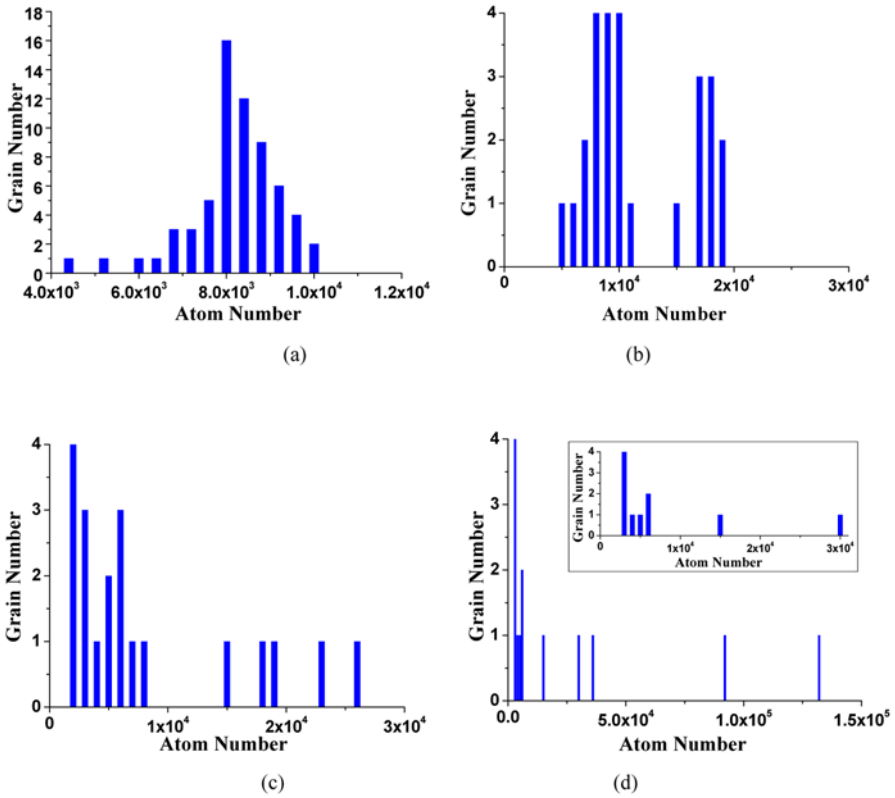 18
16
14
12
10
8
6
4
2
0
Grain Number
4.0x10³ 6.0x10³ 8.0x10³ 1.0x10⁴ 1.2x10⁴
Atom Number
(a)
4
3
2
1
0
Grain Number
0 1x10⁴ 2x10⁴ 3x10⁴
Atom Number
(b)
4
3
2
1
0
Grain Number
0 1x10⁴ 2x10⁴ 3x10⁴
Atom Number
(c)
4
3
2
1
0
Grain Number
0.0 5.0x10⁴ 1.0x10⁵ 1.5x10⁵
Atom Number
4
3
2
1
0
Grain Number
0 1x10⁴ 2x10⁴ 3x10⁴
Atom Number
(d)